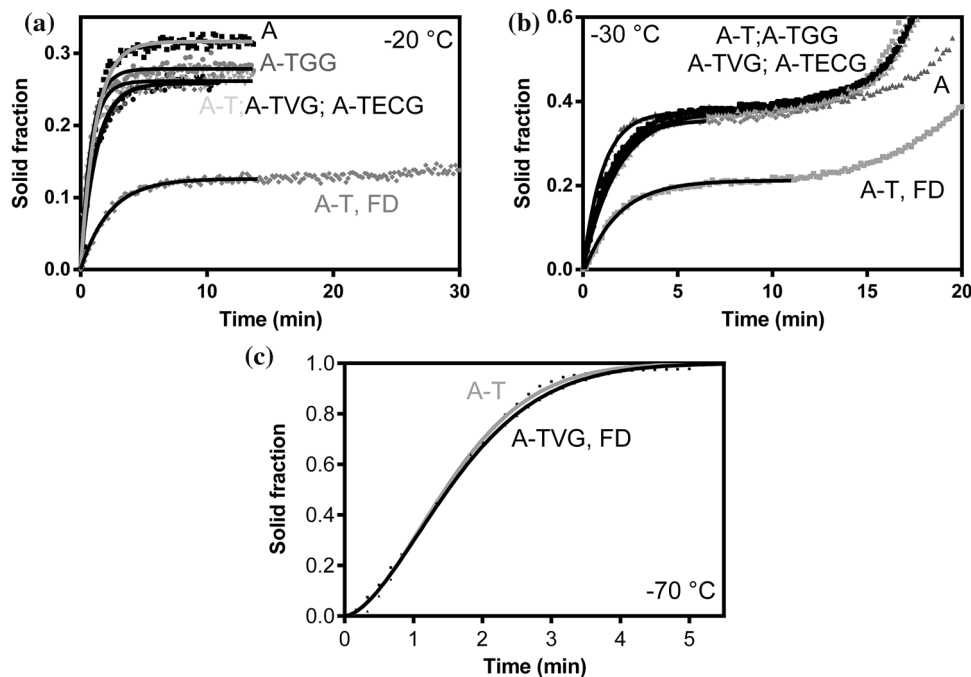 (a)
-20 °C
A
A-TGG
A-T;A-TVG; A-TECG
A-T, FD
Solid fraction
0.3
0.2
0.1
0.0
0 10 20 30
Time (min)
(b)
-30 °C
A-T;A-TGG
A-TVG; A-TECG
A
A-T, FD
Solid fraction
0.6
0.4
0.2
0.0
0 5 10 15 20
Time (min)
(c)
A-T
A-TVG, FD
-70 °C
Solid fraction
1.0
0.8
0.6
0.4
0.2
0.0
0 1 2 3 4 5
Time (min)